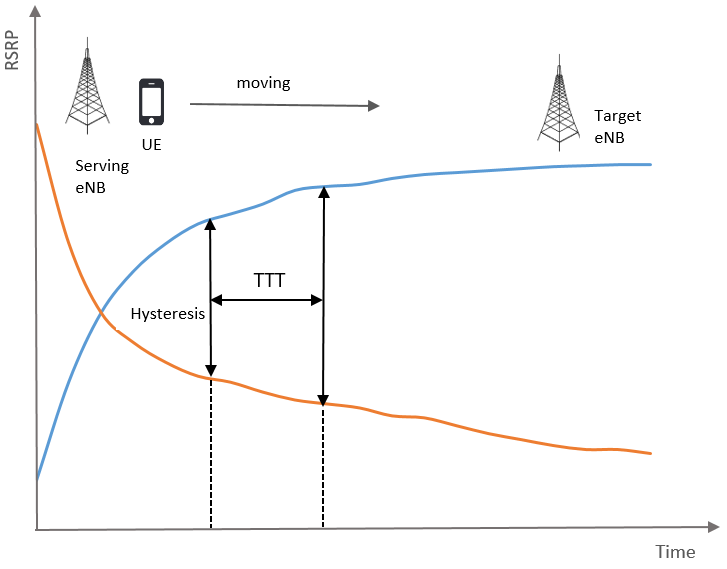 RSRP
moving
UE
Serving
eNB
Target
eNB
TTT
Hysteresis
Time